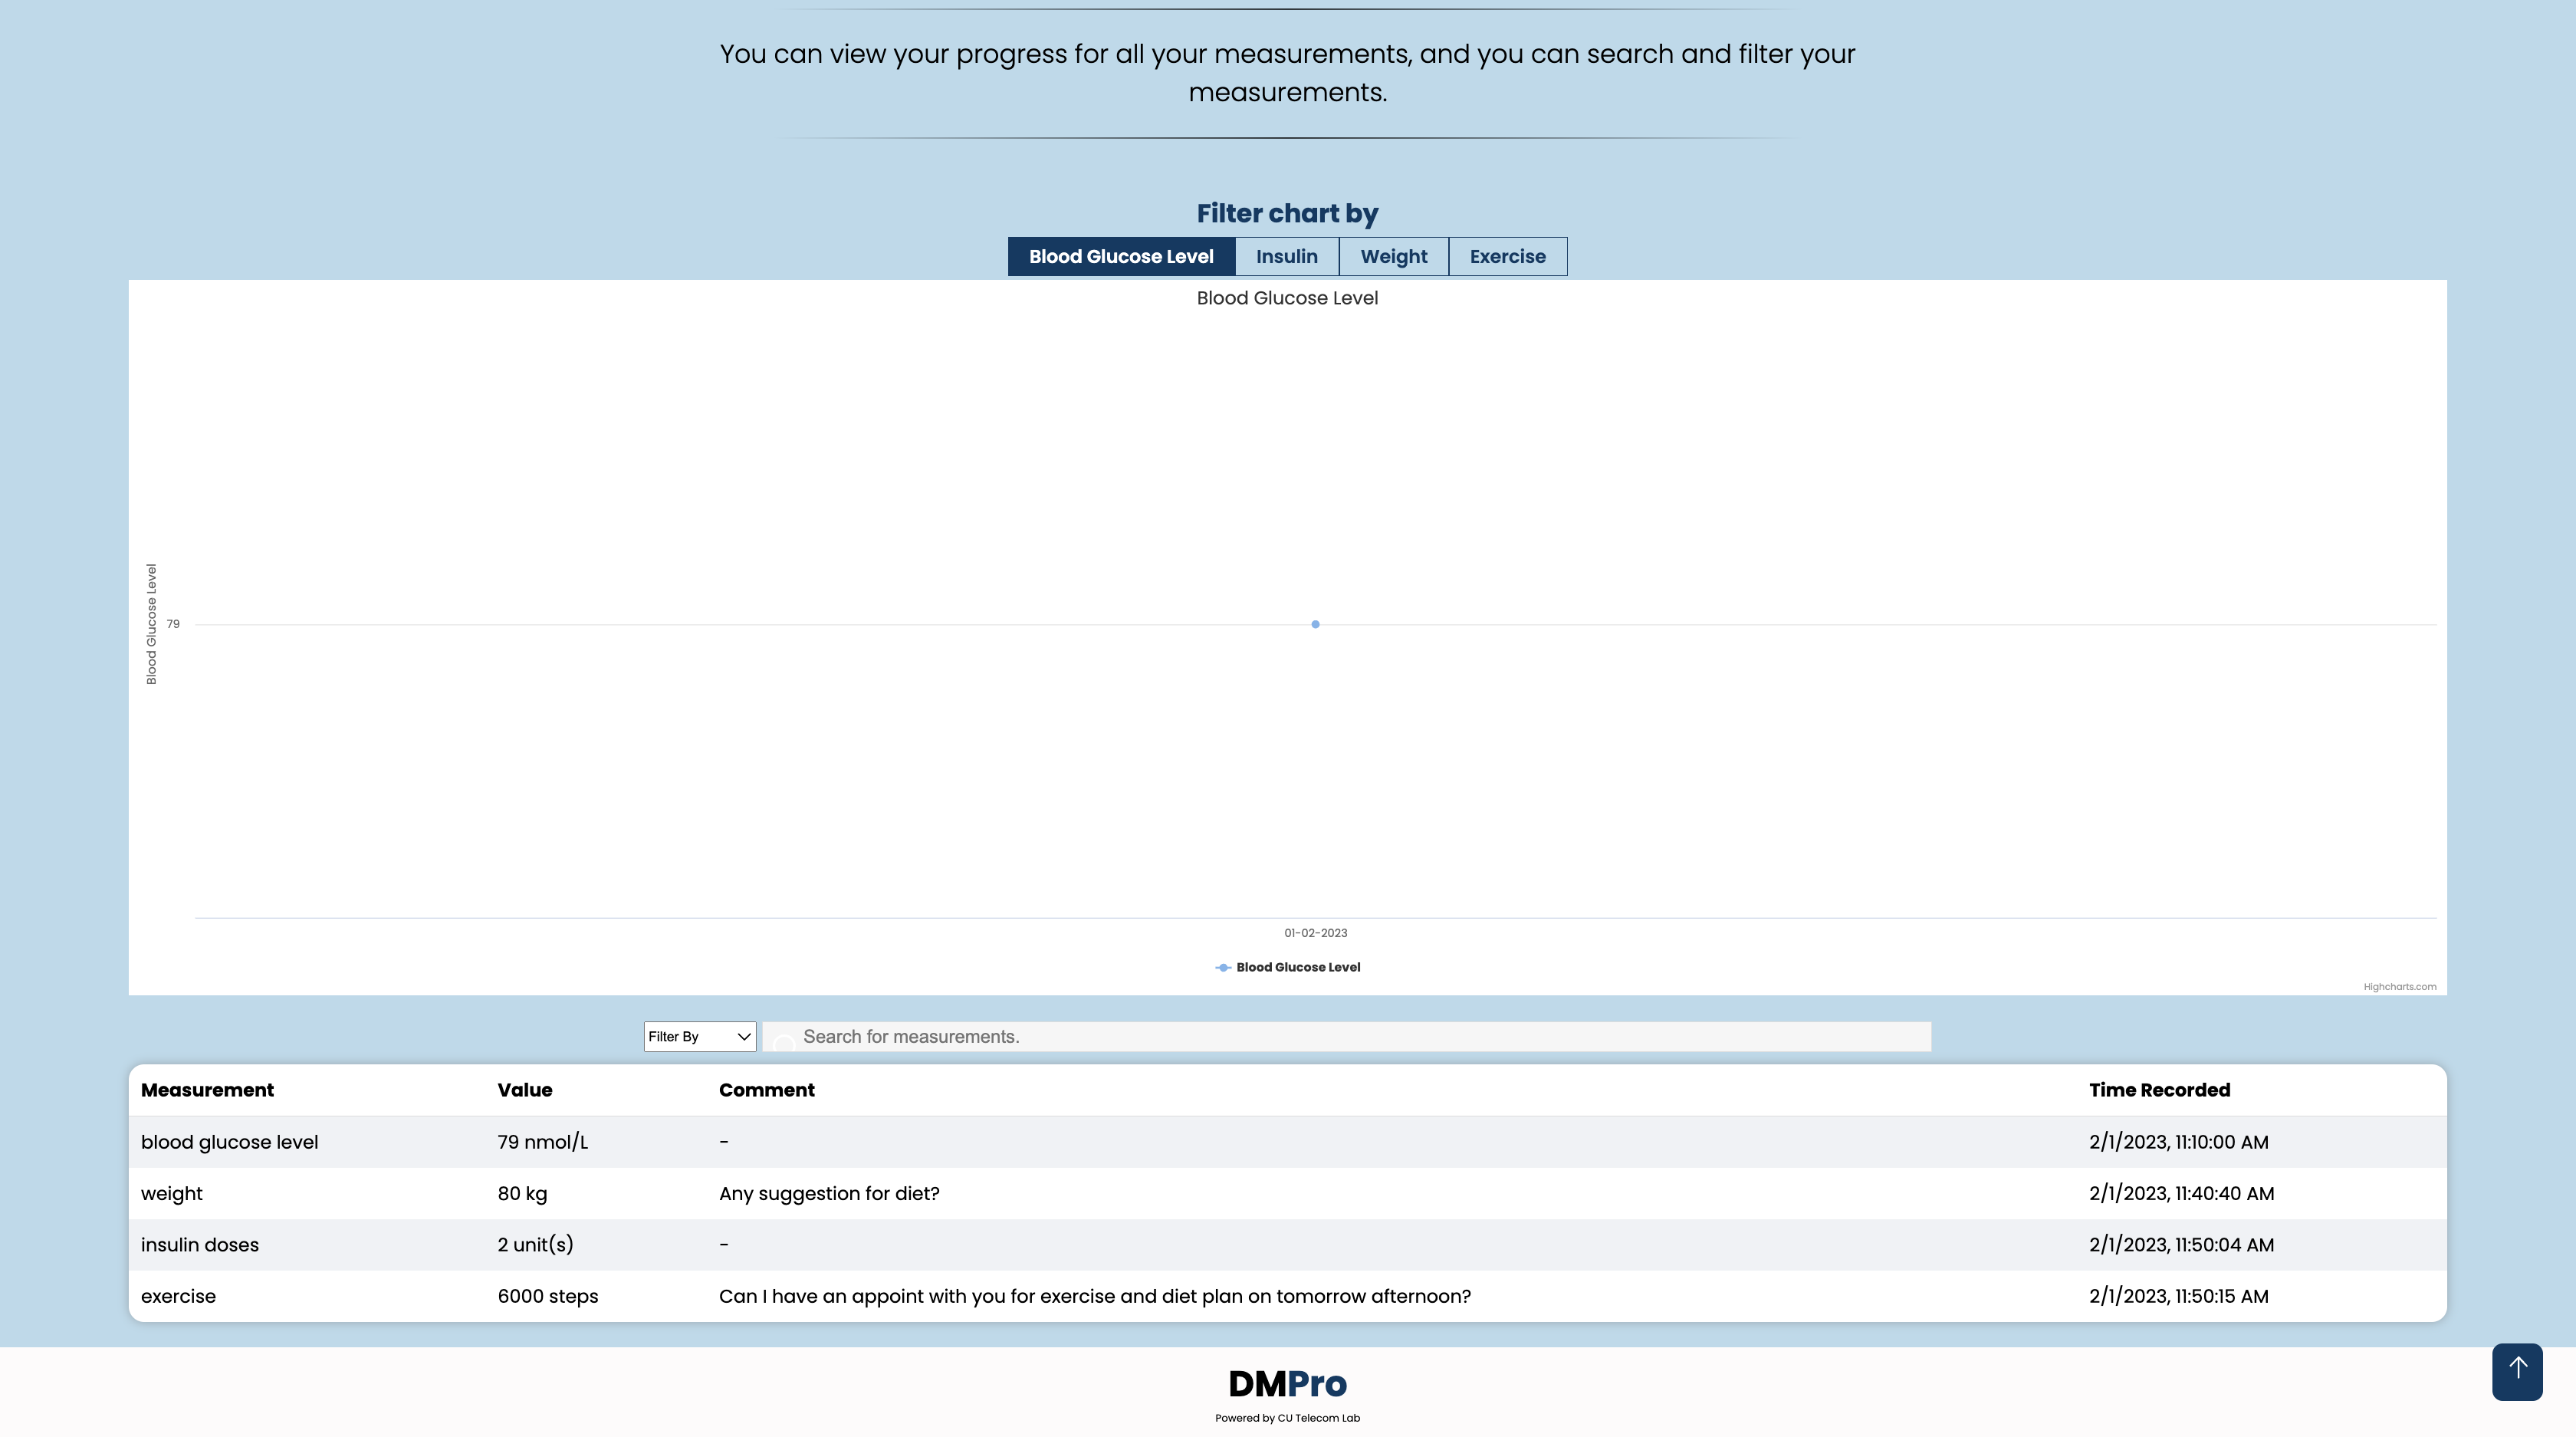 You can view your progress for all your measurements, and you can search and filter your
measurements.
Filter chart by
Blood Glucose Level Insulin Weight Exercise
Blood Glucose Level
Blood Glucose Level
79
01-02-2023
Blood Glucose Level
Highcharts.com
Filter By Search for measurements.
Measurement Value Comment Time Recorded
blood glucose level 79 nmol/L - 2/1/2023, 11:10:00 AM
weight 80 kg Any suggestion for diet? 2/1/2023, 11:40:40 AM
insulin doses 2 unit(s) - 2/1/2023, 11:50:04 AM
exercise 6000 steps Can I have an appoint with you for exercise and diet plan on tomorrow afternoon? 2/1/2023, 11:50:15 AM
DMPro
Powered by CU Telecom Lab